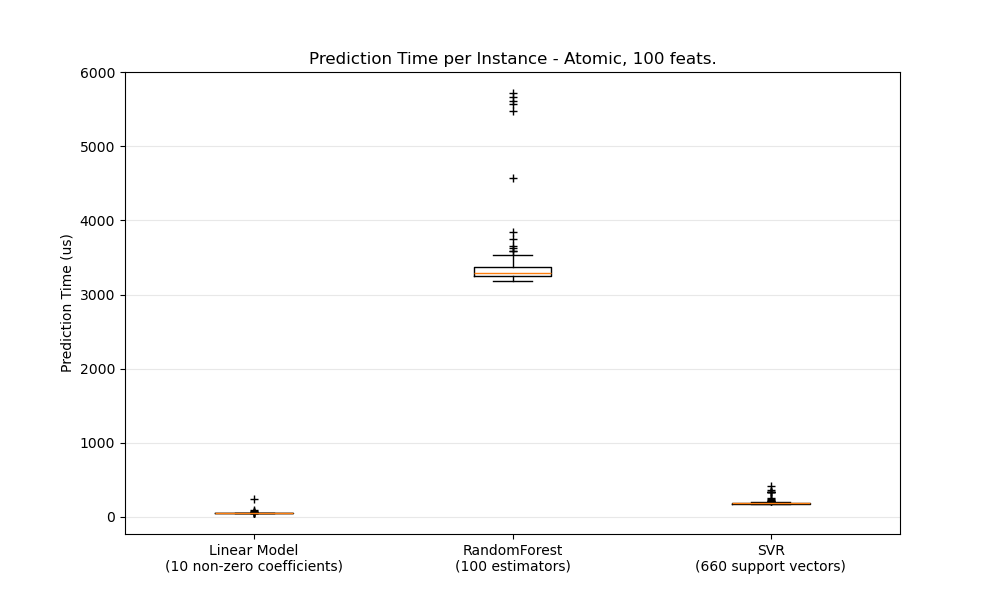 Prediction Time per Instance - Atomic, 100 feats.
6000
5000
4000
3000
2000
1000
0
Prediction Time (us)
Linear Model
(10 non-zero coefficients)
RandomForest
(100 estimators)
SVR
(660 support vectors)